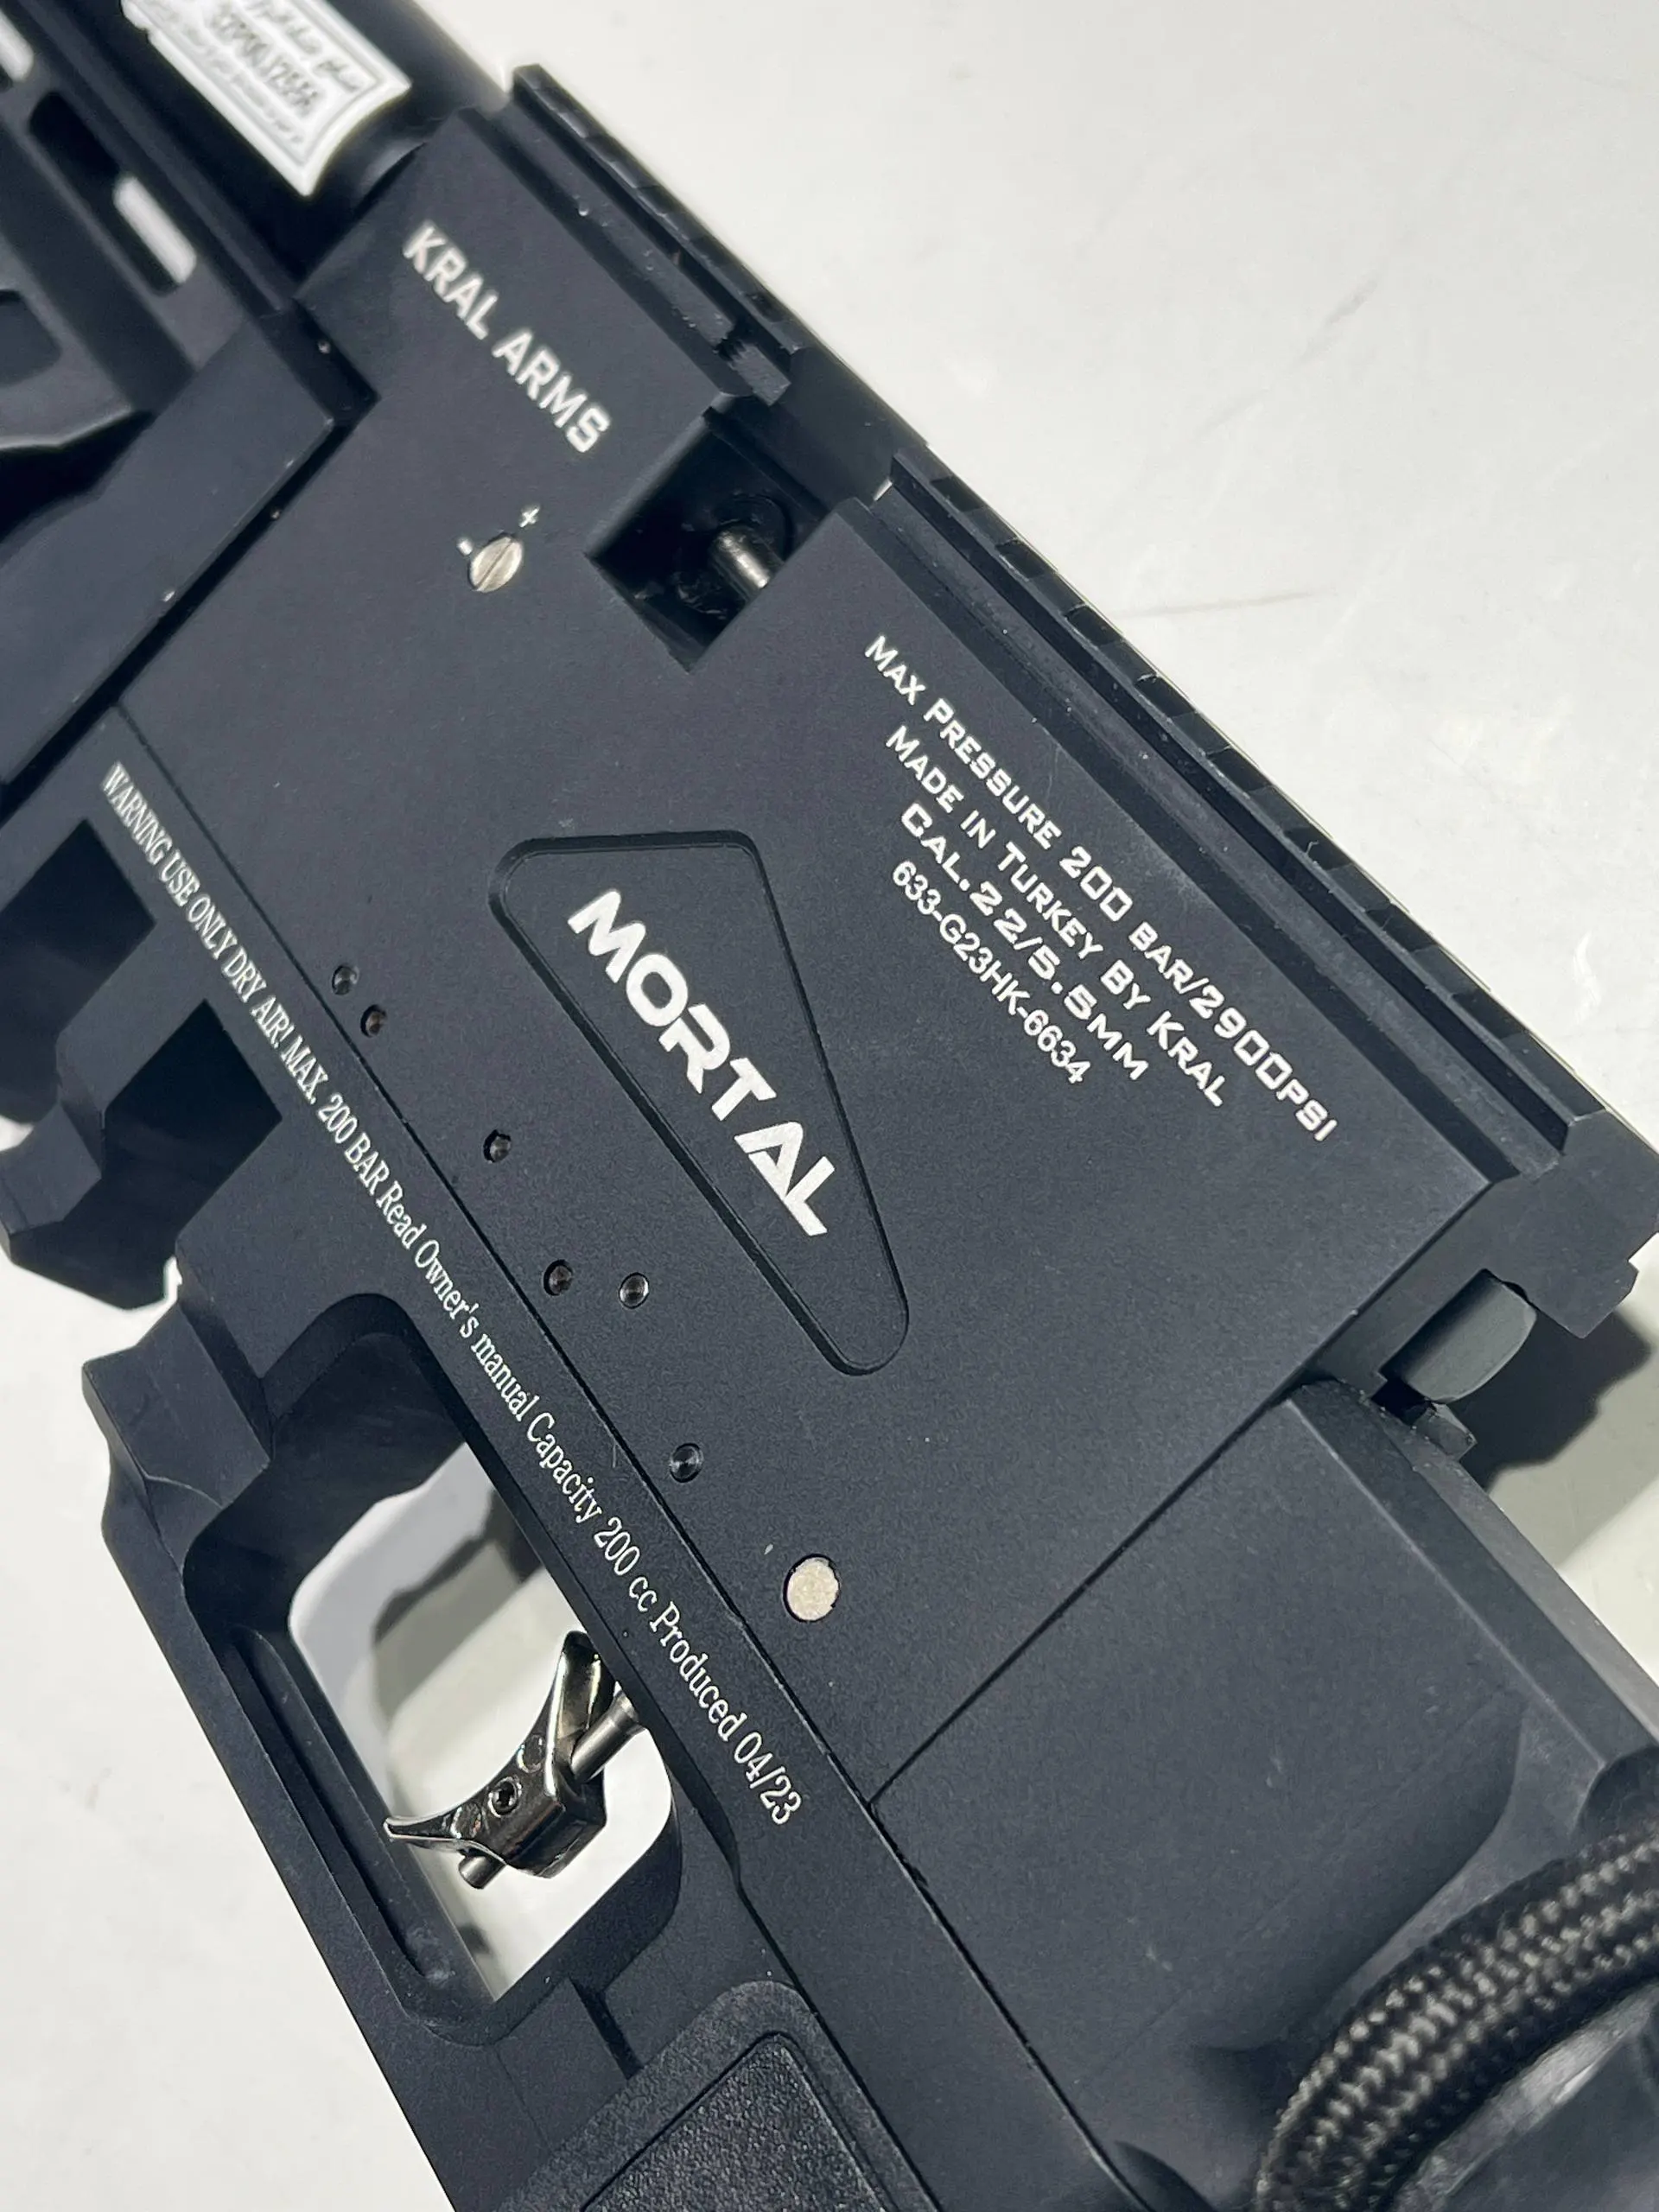 KRAL ARMS
+
-
MAX PRESSURE 200 BAR/2900PSI
MADE IN TURKEY BY KRAL
CAL.22/5.5MM
633-G23HK-6634
MORTAL
WARNING USE ONLY DRY AIR! MAX. 200 BAR Read Owner's manual Capacity 200 cc Produced 04/23